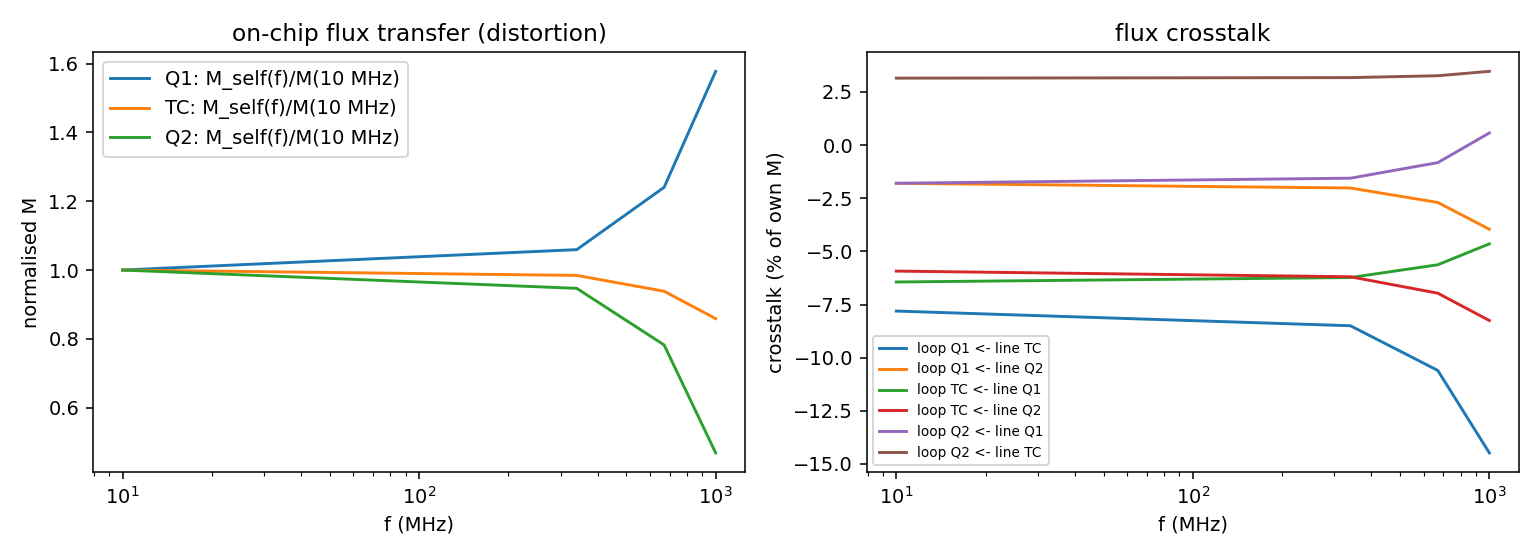 on-chip flux transfer (distortion)
1.6
1.4
1.2
1.0
0.8
0.6
normalised M
Q1: M_self(f)/M(10 MHz)
TC: M_self(f)/M(10 MHz)
Q2: M_self(f)/M(10 MHz)
10¹
10²
10³
f (MHz)
flux crosstalk
2.5
0.0
−2.5
−5.0
−7.5
−10.0
−12.5
−15.0
crosstalk (% of own M)
loop Q1 <- line TC
loop Q1 <- line Q2
loop TC <- line Q1
loop TC <- line Q2
loop Q2 <- line Q1
loop Q2 <- line TC
10¹
10²
10³
f (MHz)